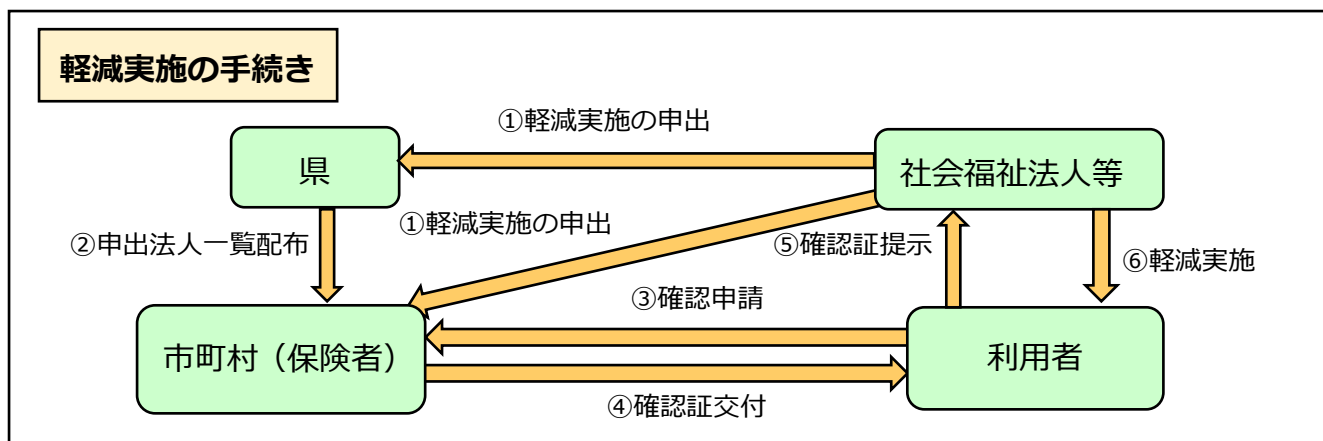 軽減実施の手続き
①軽減実施の申出
県
社会福祉法人等
①軽減実施の申出
②申出法人一覧配布
⑤確認証提示
⑥軽減実施
③確認申請
市町村（保険者）
利用者
④確認証交付